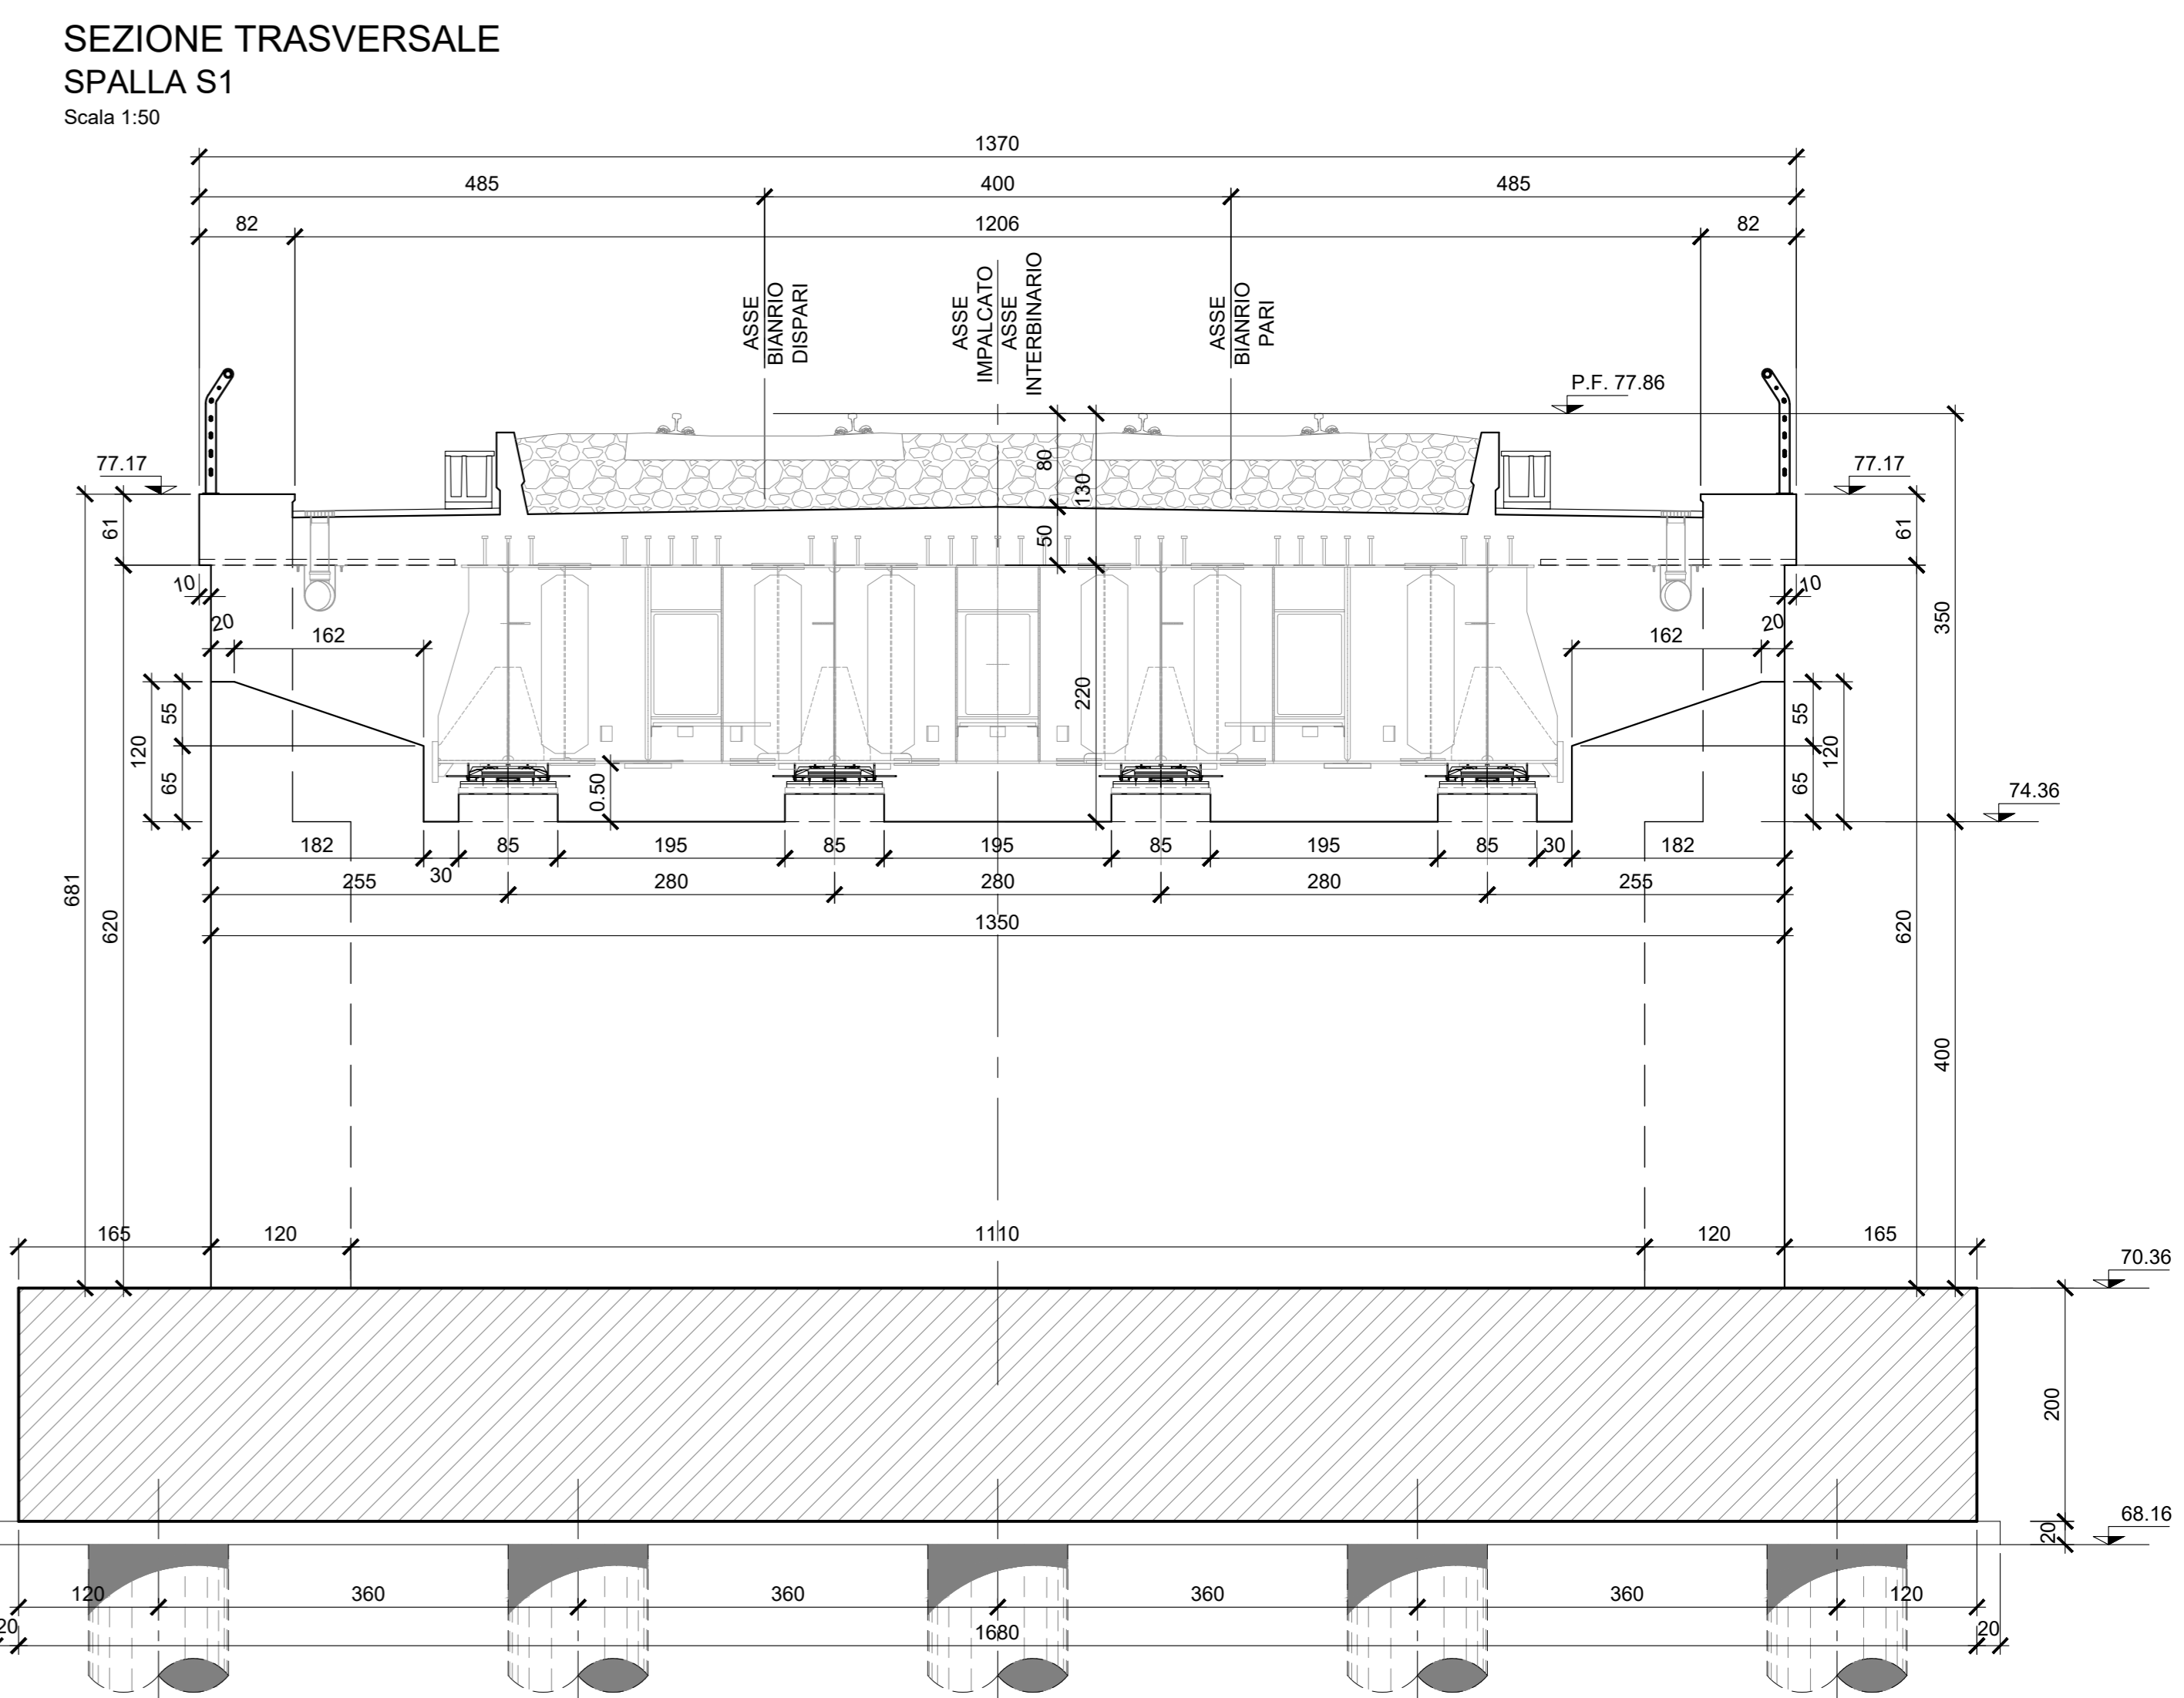 SEZIONE TRASVERSALE
SPALLA S1
Scala 1:50
1370
485 400 485
82 1206 82
ASSE
BIANRIO
DISPARI
ASSE
IMPALCATO
ASSE
INTERBINARIO
ASSE
BIANRIO
PARI
P.F. 77.86
77.17
80
130
77.17
61
50
61
10
10
20 162
162 20
350
220
55
120
65
0.50
55
120
65
74.36
182 85 195 85 195 85 195 85 30 182
30
255 280 280 280 255
1350
681
620
620
400
165 120 1110 120 165
70.36
200
68.16
20
120 360 360 360 360 120
20 1680 20